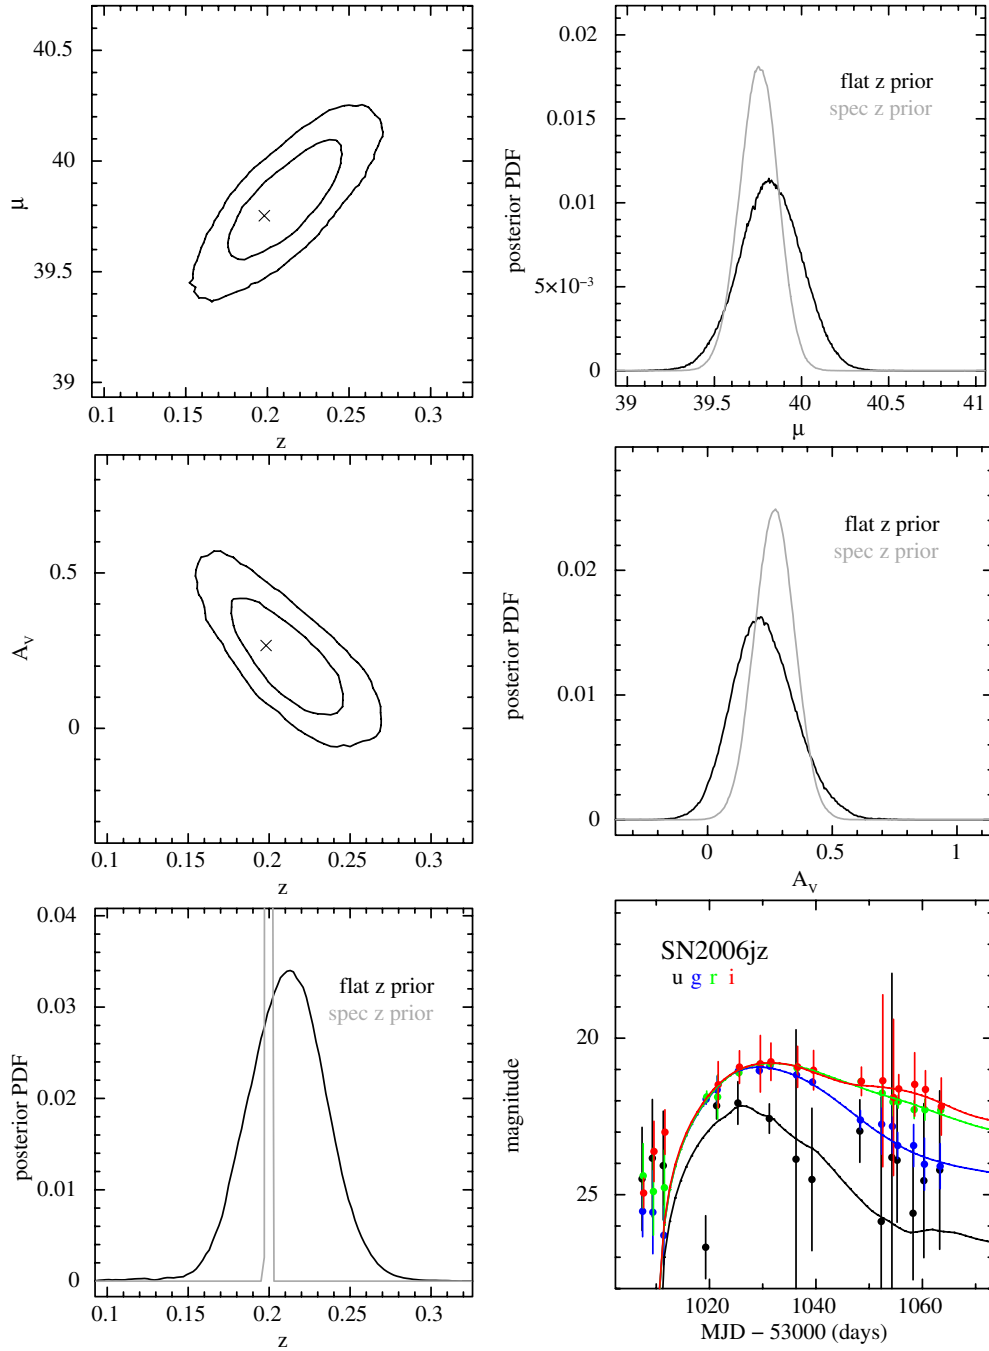 40.5
40
39.5
39
μ
0.1 0.15 0.2 0.25 0.3
z
0.02
0.015
0.01
5×10⁻³
0
posterior PDF
flat z prior
spec z prior
39 39.5 40 40.5 41
μ
0.5
0
A_V
0.1 0.15 0.2 0.25 0.3
z
0.02
0.01
0
posterior PDF
flat z prior
spec z prior
0 0.5 1
A_V
0.04
0.03
0.02
0.01
0
posterior PDF
flat z prior
spec z prior
0.1 0.15 0.2 0.25 0.3
z
SN2006jz
u g r i
20
25
magnitude
1020 1040 1060
MJD − 53000 (days)